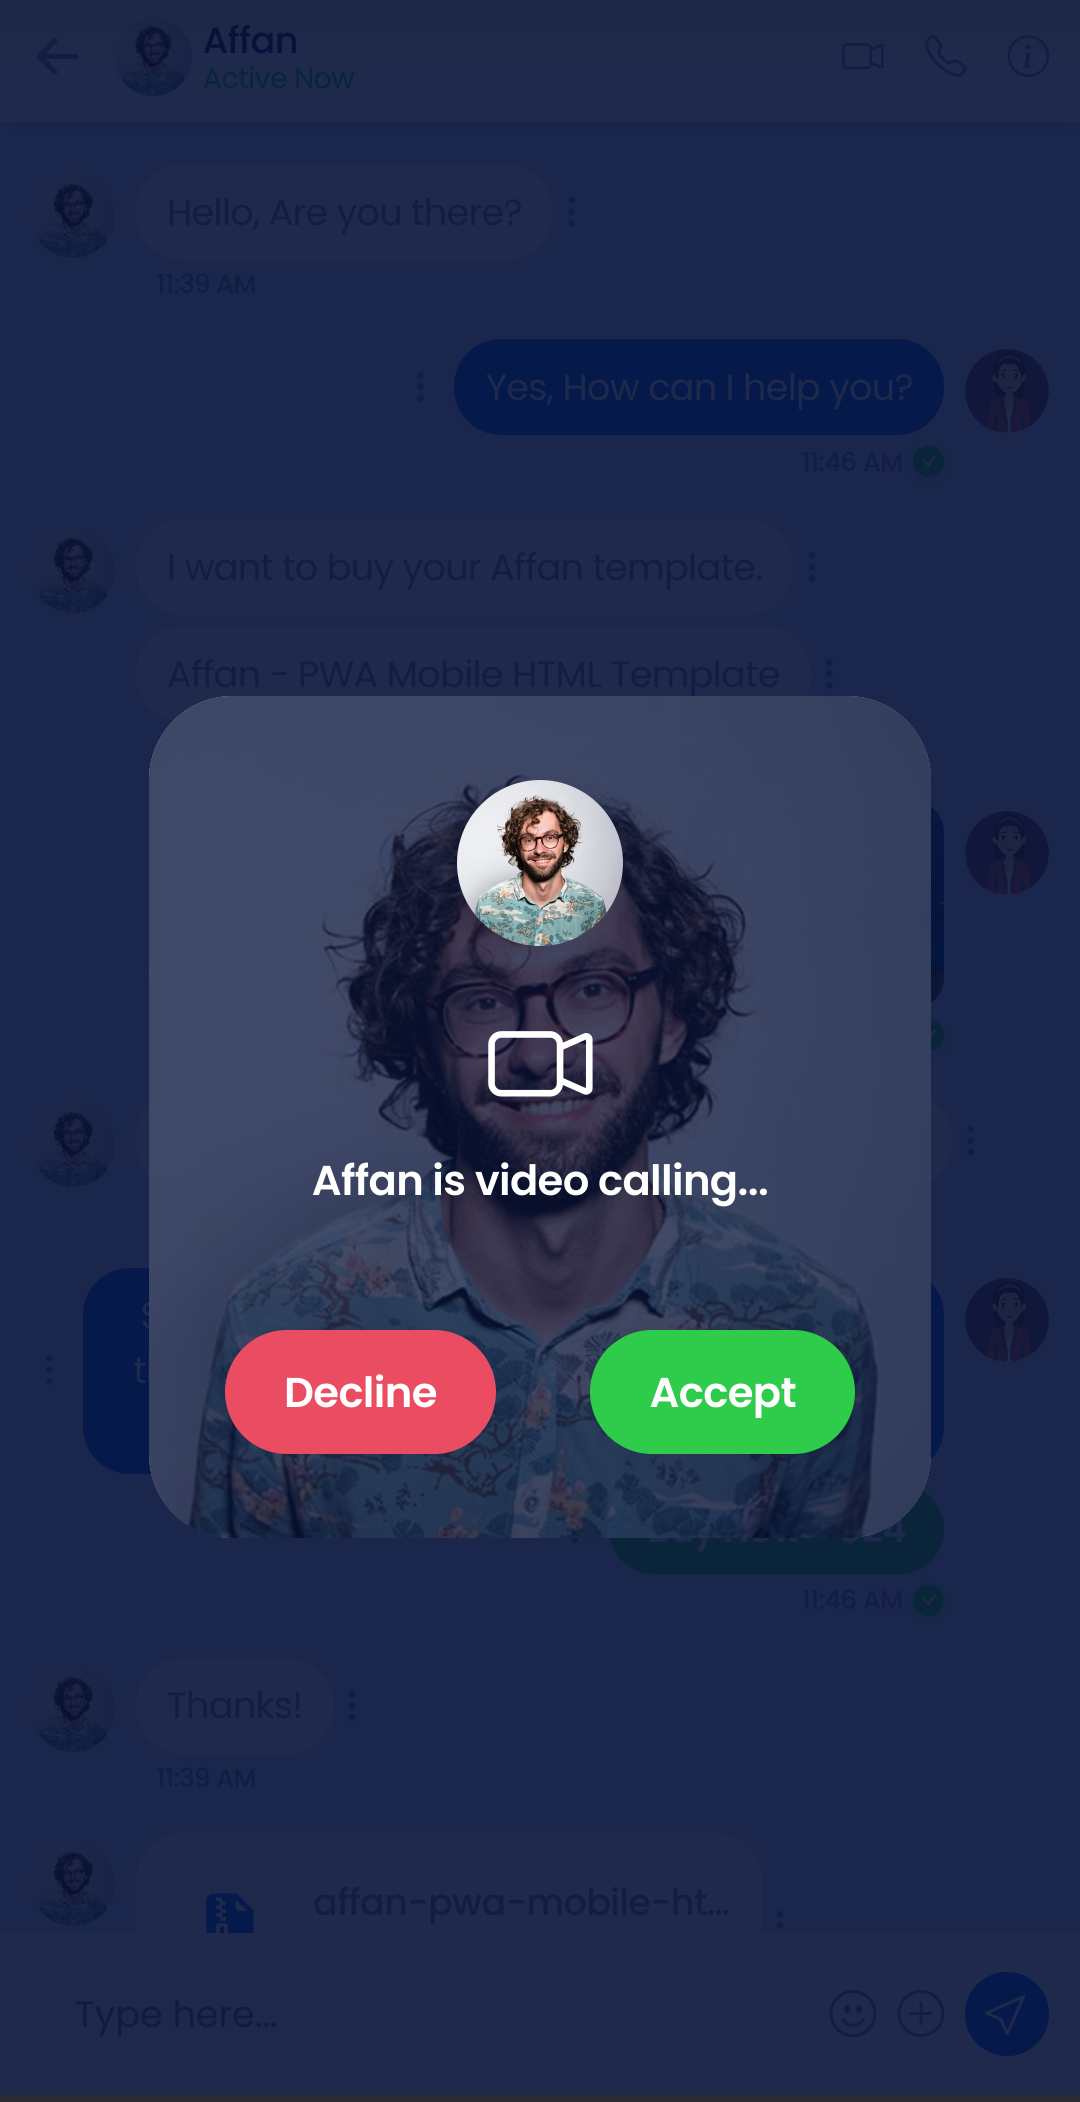 Affan
Active Now
Hello, Are you there?
11:39 AM
Yes, How can I help you?
11:46 AM
I want to buy your Affan template.
Affan - PWA Mobile HTML Template
Affan is video calling...
Decline
Accept
11:46 AM
Thanks!
11:39 AM
affan-pwa-mobile-ht...
Type here...